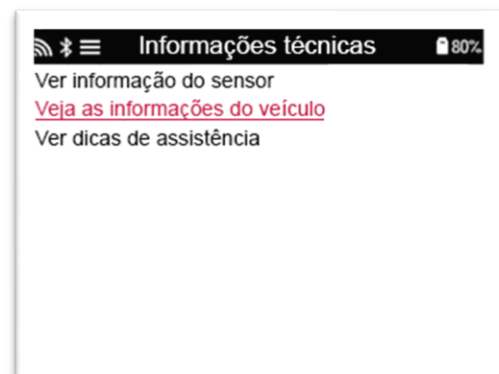 Informações técnicas 80%
Ver informação do sensor
Veja as informações do veículo
Ver dicas de assistência